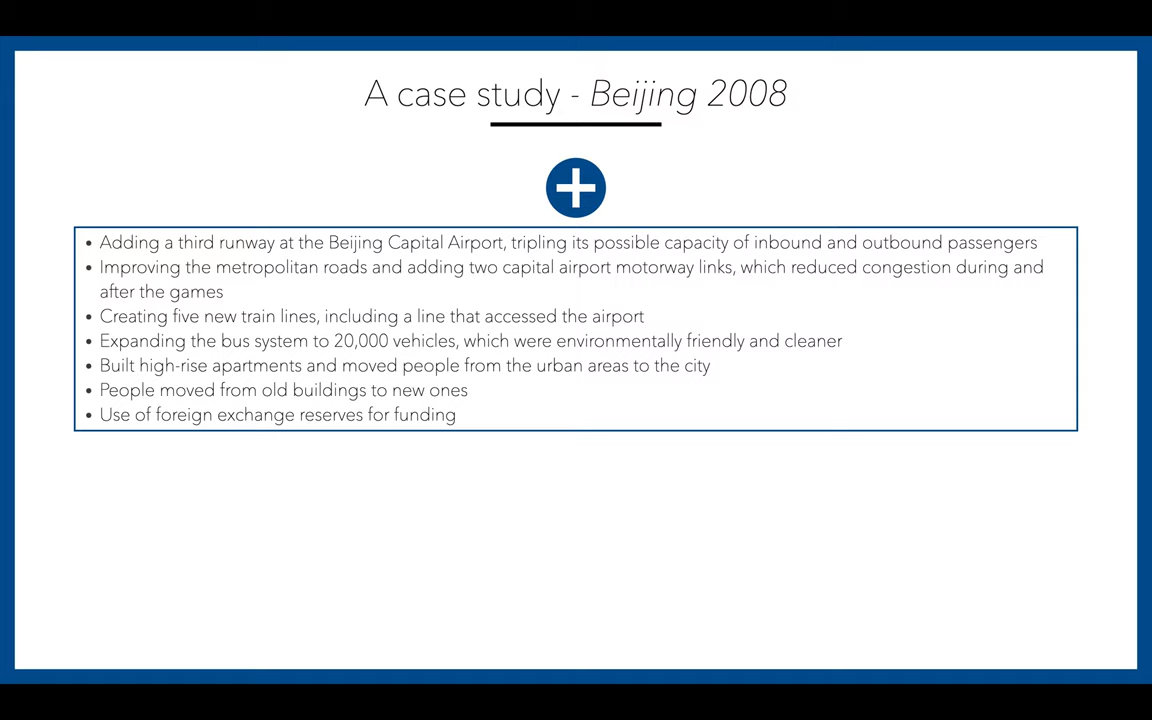 A case study - Beijing 2008
• Adding a third runway at the Beijing Capital Airport, tripling its possible capacity of inbound and outbound passengers
• Improving the metropolitan roads and adding two capital airport motorway links, which reduced congestion during and
after the games
• Creating five new train lines, including a line that accessed the airport
• Expanding the bus system to 20,000 vehicles, which were environmentally friendly and cleaner
• Built high-rise apartments and moved people from the urban areas to the city
• People moved from old buildings to new ones
• Use of foreign exchange reserves for funding